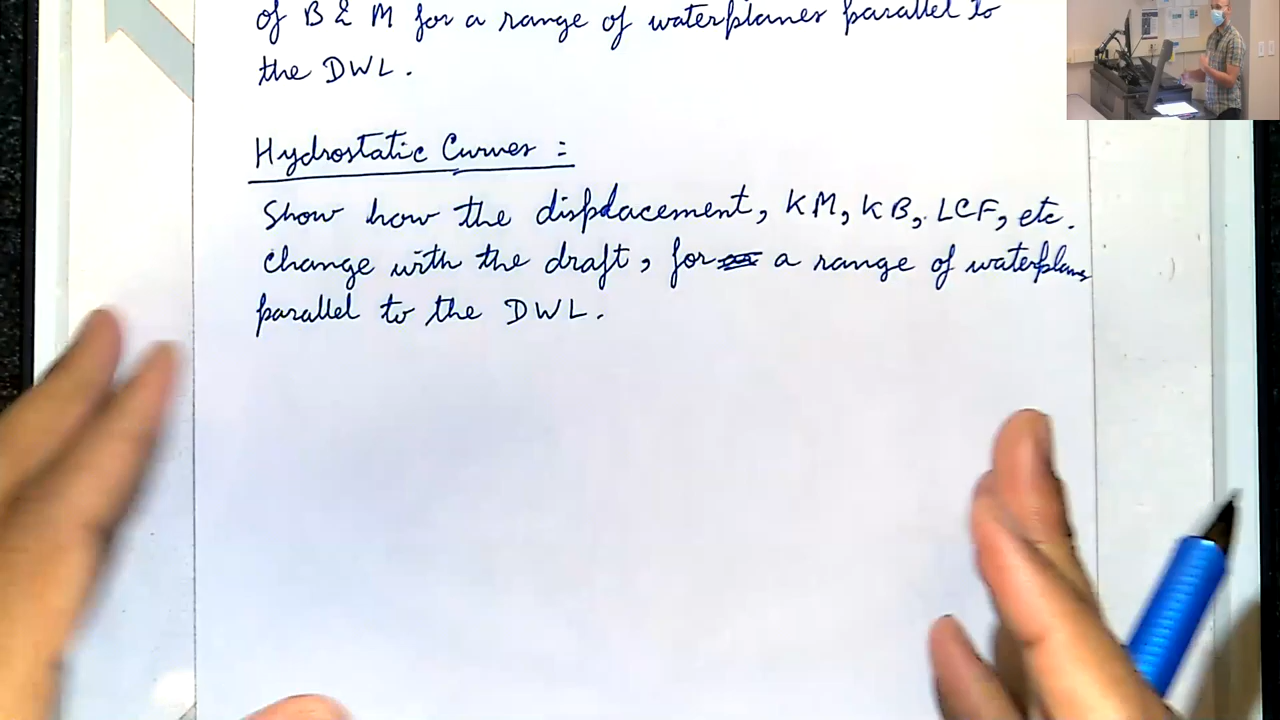 of B & M for a range of waterplanes parallel to
the DWL.
Hydrostatic Curves :
Show how the displacement, KM, KB, LCF, etc.
change with the draft, for a range of waterplanes
parallel to the DWL.